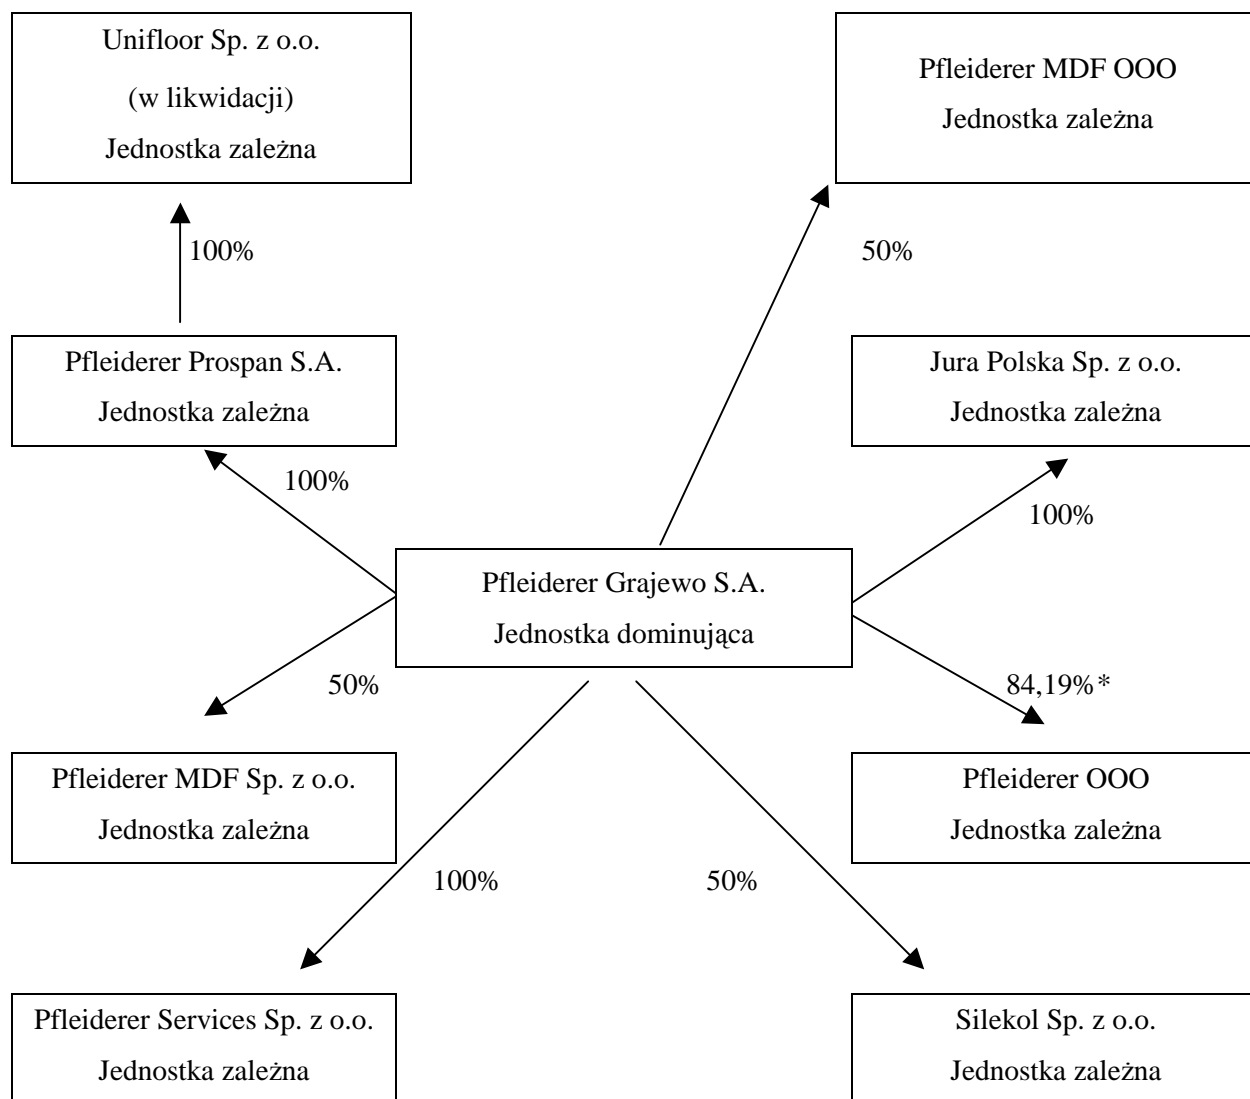 Unifloor Sp. z o.o.
(w likwidacji)
Jednostka zależna
Pfleiderer MDF OOO
Jednostka zależna
100%
50%
Pfleiderer Prospan S.A.
Jednostka zależna
Jura Polska Sp. z o.o.
Jednostka zależna
100%
100%
Pfleiderer Grajewo S.A.
Jednostka dominująca
50%
84,19%*
Pfleiderer MDF Sp. z o.o.
Jednostka zależna
Pfleiderer OOO
Jednostka zależna
100%
50%
Pfleiderer Services Sp. z o.o.
Jednostka zależna
Silekol Sp. z o.o.
Jednostka zależna